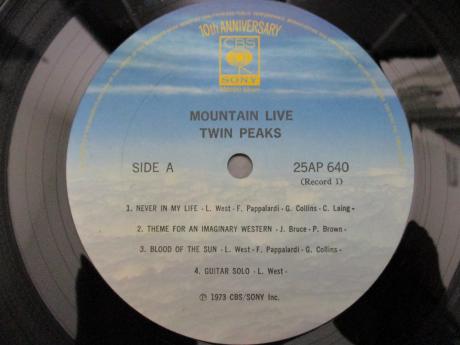 10th ANNIVERSARY
CBS
SONY
MOUNTAIN LIVE
TWIN PEAKS
SIDE A 25AP 640
(Record 1)
1. NEVER IN MY LIFE - L. West - F. Pappalardi - G. Collins - C. Laing -
2. THEME FOR AN IMAGINARY WESTERN - J. Bruce - P. Brown -
3. BLOOD OF THE SUN - L. West - F. Pappalardi - G. Collins -
4. GUITAR SOLO - L. West -
Ⓟ 1973 CBS/SONY Inc.